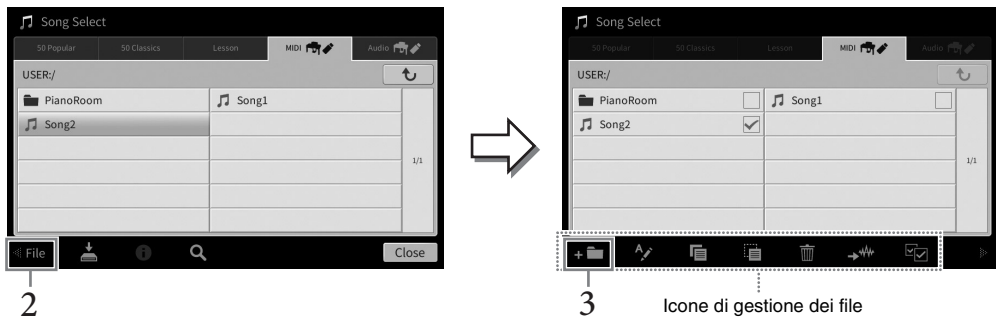 Song Select
50 Popular 50 Classics Lesson MIDI Audio
USER:/
PianoRoom Song1
Song2
1/1
File Close
2
Song Select
50 Popular 50 Classics Lesson MIDI Audio
USER:/
PianoRoom Song1
Song2
1/1
3
Icone di gestione dei file